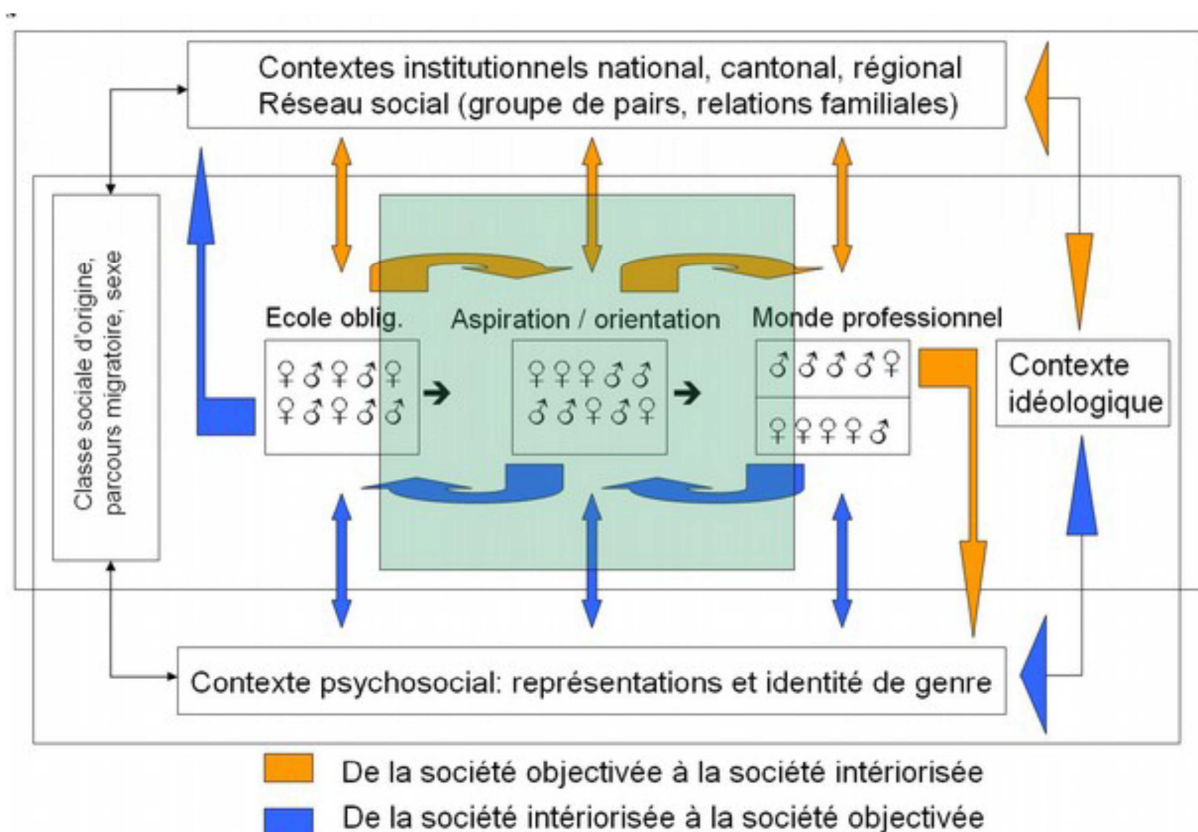 Contextes institutionnels national, cantonal, régional
Réseau social (groupe de pairs, relations familiales)
Classe sociale d'origine,
parcours migratoire, sexe
Ecole oblig.
Aspiration / orientation
Monde professionnel
♀♂♀♂♀
♀♂♀♂♂
♀♀♀♂♂
♂♂♀♂♀
♂♂♂♂♀
♀♀♀♀♂
Contexte
idéologique
Contexte psychosocial: représentations et identité de genre
De la société objectivée à la société intériorisée
De la société intériorisée à la société objectivée